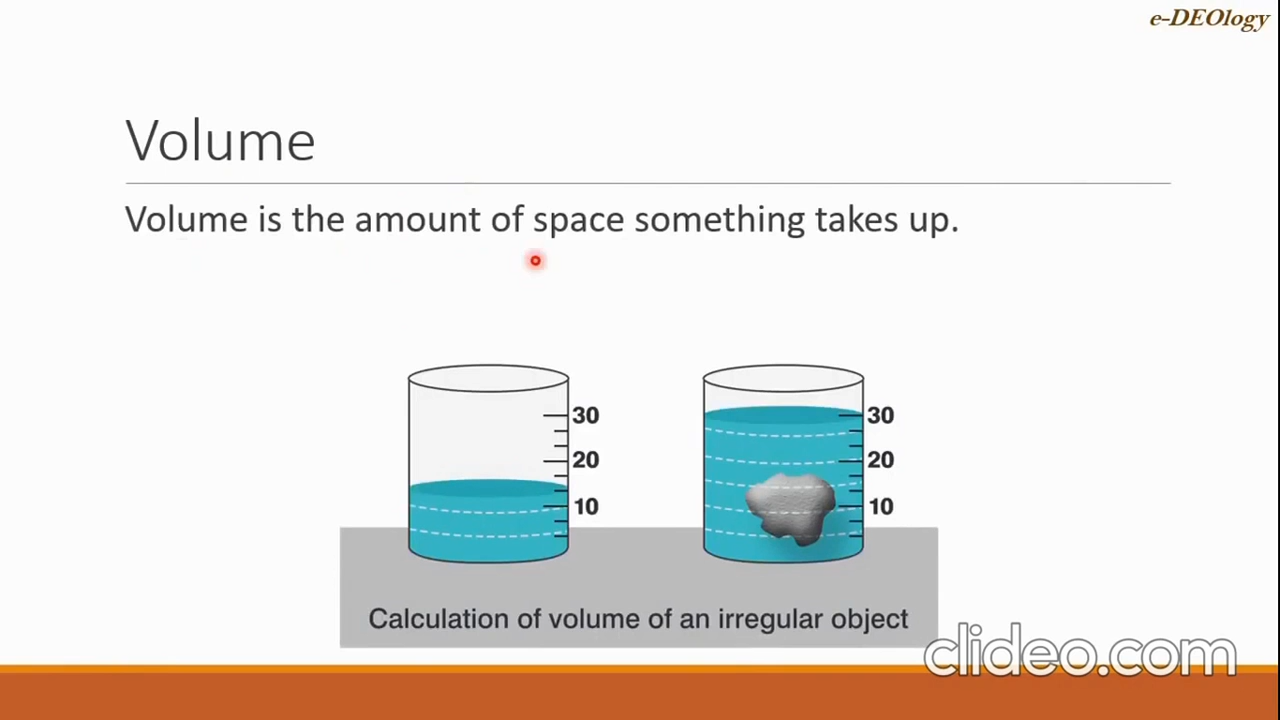 e-DEOlogy
Volume
Volume is the amount of space something takes up.
30
20
10
30
20
10
Calculation of volume of an irregular object
clideo.com